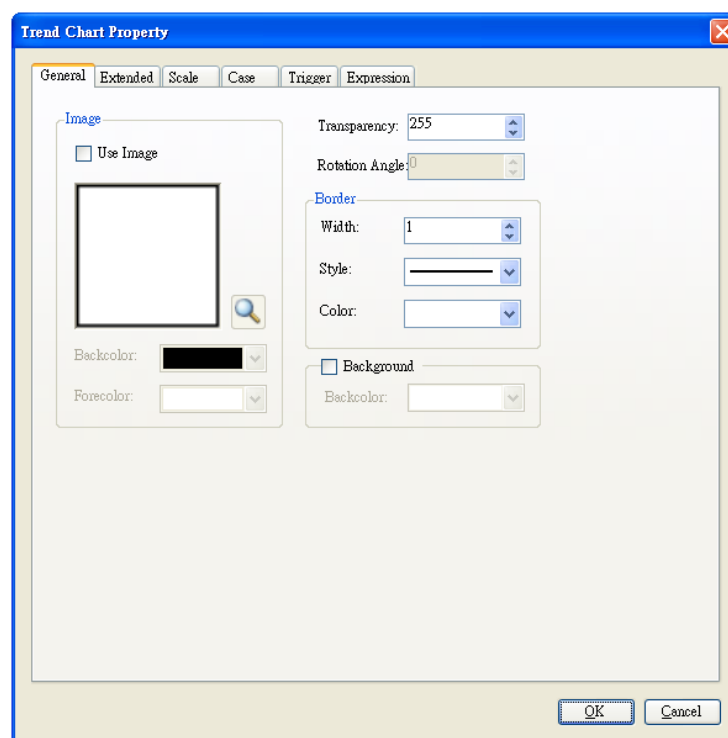 Trend Chart Property
General Extended Scale Case Trigger Expression
Image
Use Image
Backcolor:
Forecolor:
Transparency: 255
Rotation Angle: 0
Border
Width: 1
Style:
Color:
Background
Backcolor:
OK Cancel